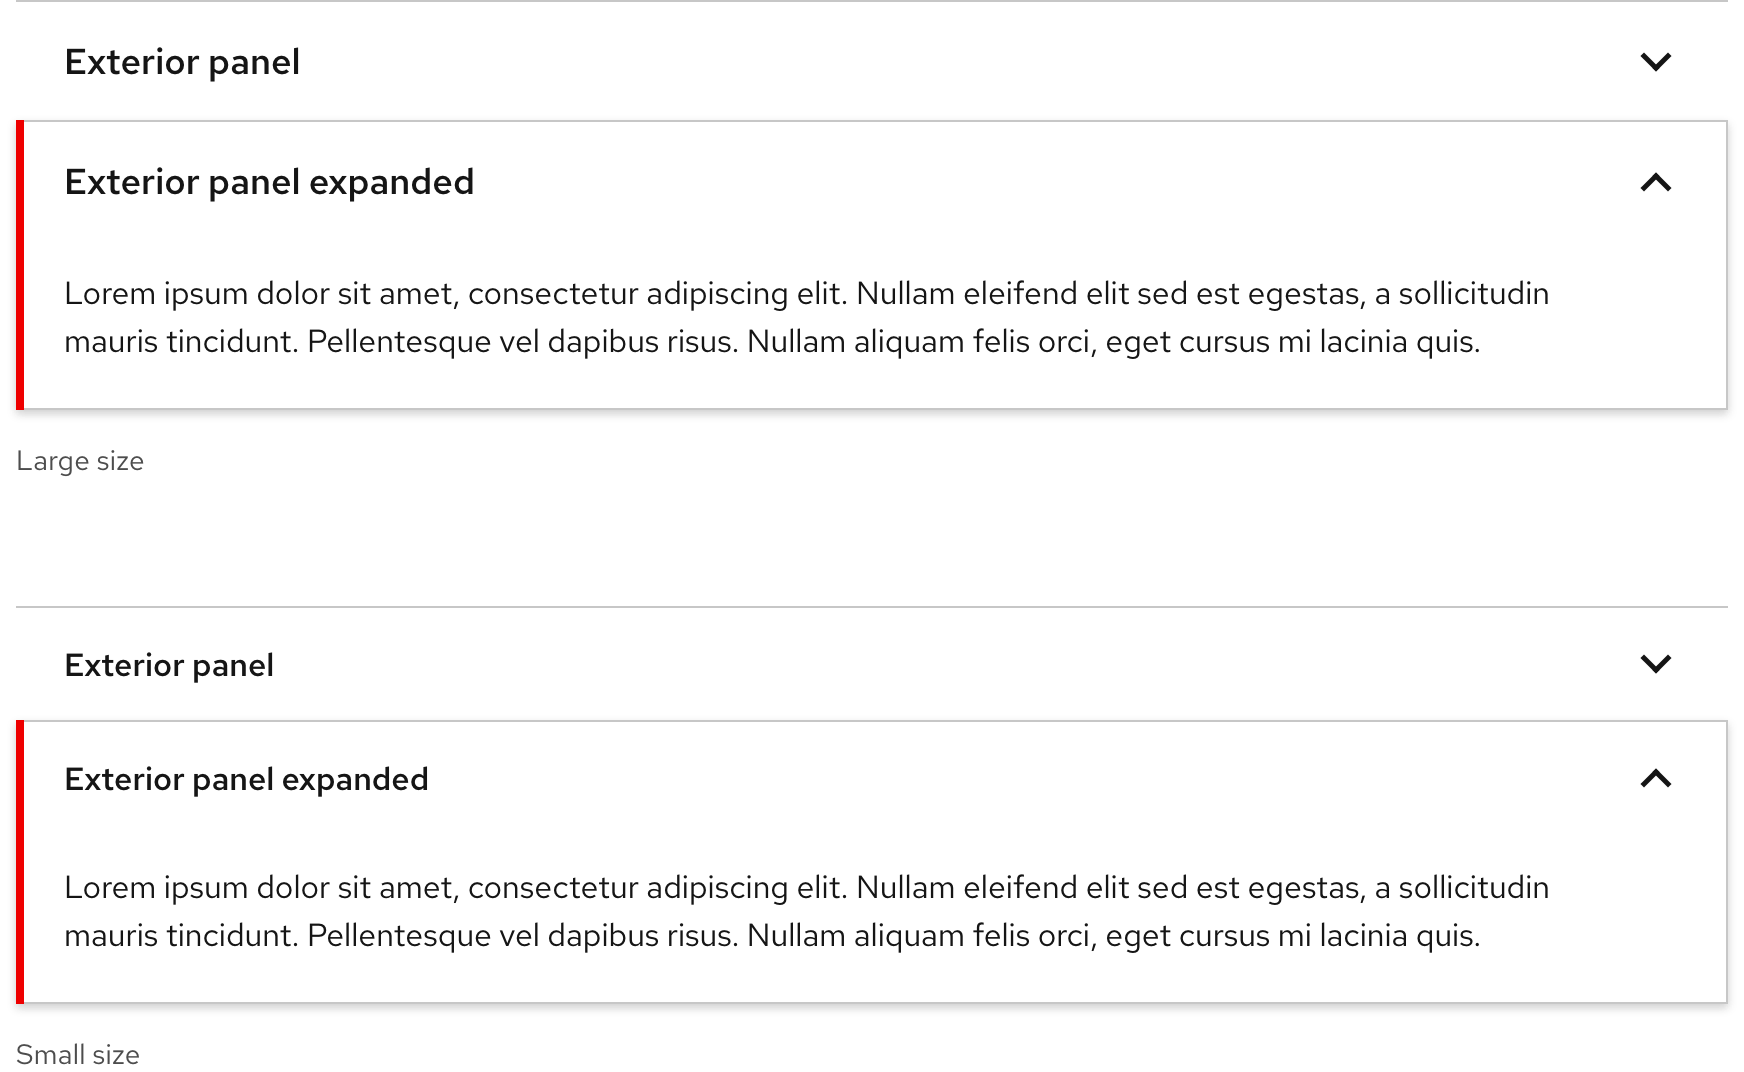 Exterior panel
Exterior panel expanded
Lorem ipsum dolor sit amet, consectetur adipiscing elit. Nullam eleifend elit sed est egestas, a sollicitudin
mauris tincidunt. Pellentesque vel dapibus risus. Nullam aliquam felis orci, eget cursus mi lacinia quis.
Large size
Exterior panel
Exterior panel expanded
Lorem ipsum dolor sit amet, consectetur adipiscing elit. Nullam eleifend elit sed est egestas, a sollicitudin
mauris tincidunt. Pellentesque vel dapibus risus. Nullam aliquam felis orci, eget cursus mi lacinia quis.
Small size